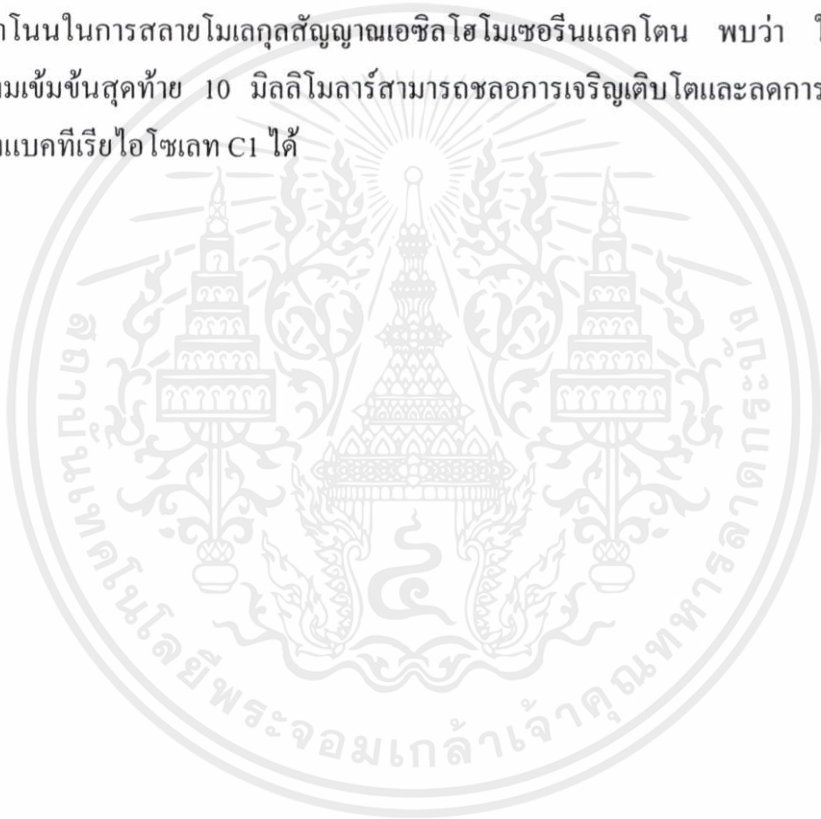 โนนในการสลายโมเลกุลสัญญาณเอซิลโฮโมเซอรีนแลคโตน พบว่า
เข้มข้นสุดท้าย 10 มิลลิโมลาร์สามารถชลอการเจริญเติบโตและลดการ
แบคทีเรียไอโซเลท C1 ได้
สถาบันเทคโนโลยีพระจอมเกล้าเจ้าคุณทหารลาดกระบัง